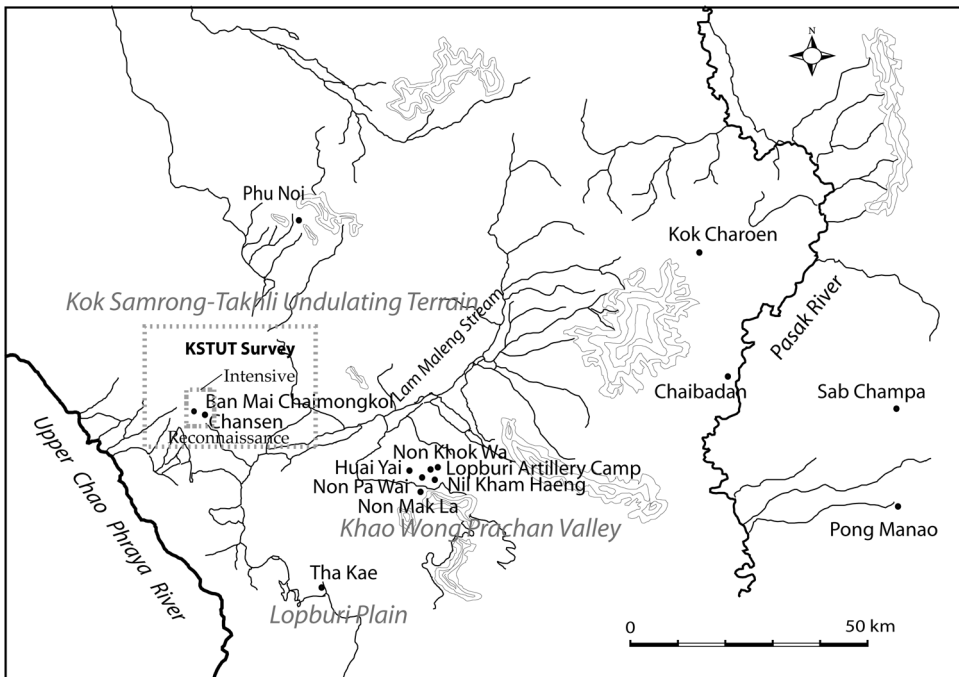 N
Phu Noi
Kok Charoen
Kok Samrong-Takhli Undulating Terrain
Lam Maleng Stream
Pasak River
KSTUT Survey
Intensive
Ban Mai Chaimongkol
Chansen
Reconnaissance
Chaibadan
Sab Champa
Upper Chao Phraya River
Non Khok Wa
Huai Yai
Lopburi Artillery Camp
Non Pa Wai
Nil Kham Haeng
Non Mak La
Khao Wong Prachan Valley
Pong Manao
Tha Kae
Lopburi Plain
0 50 km